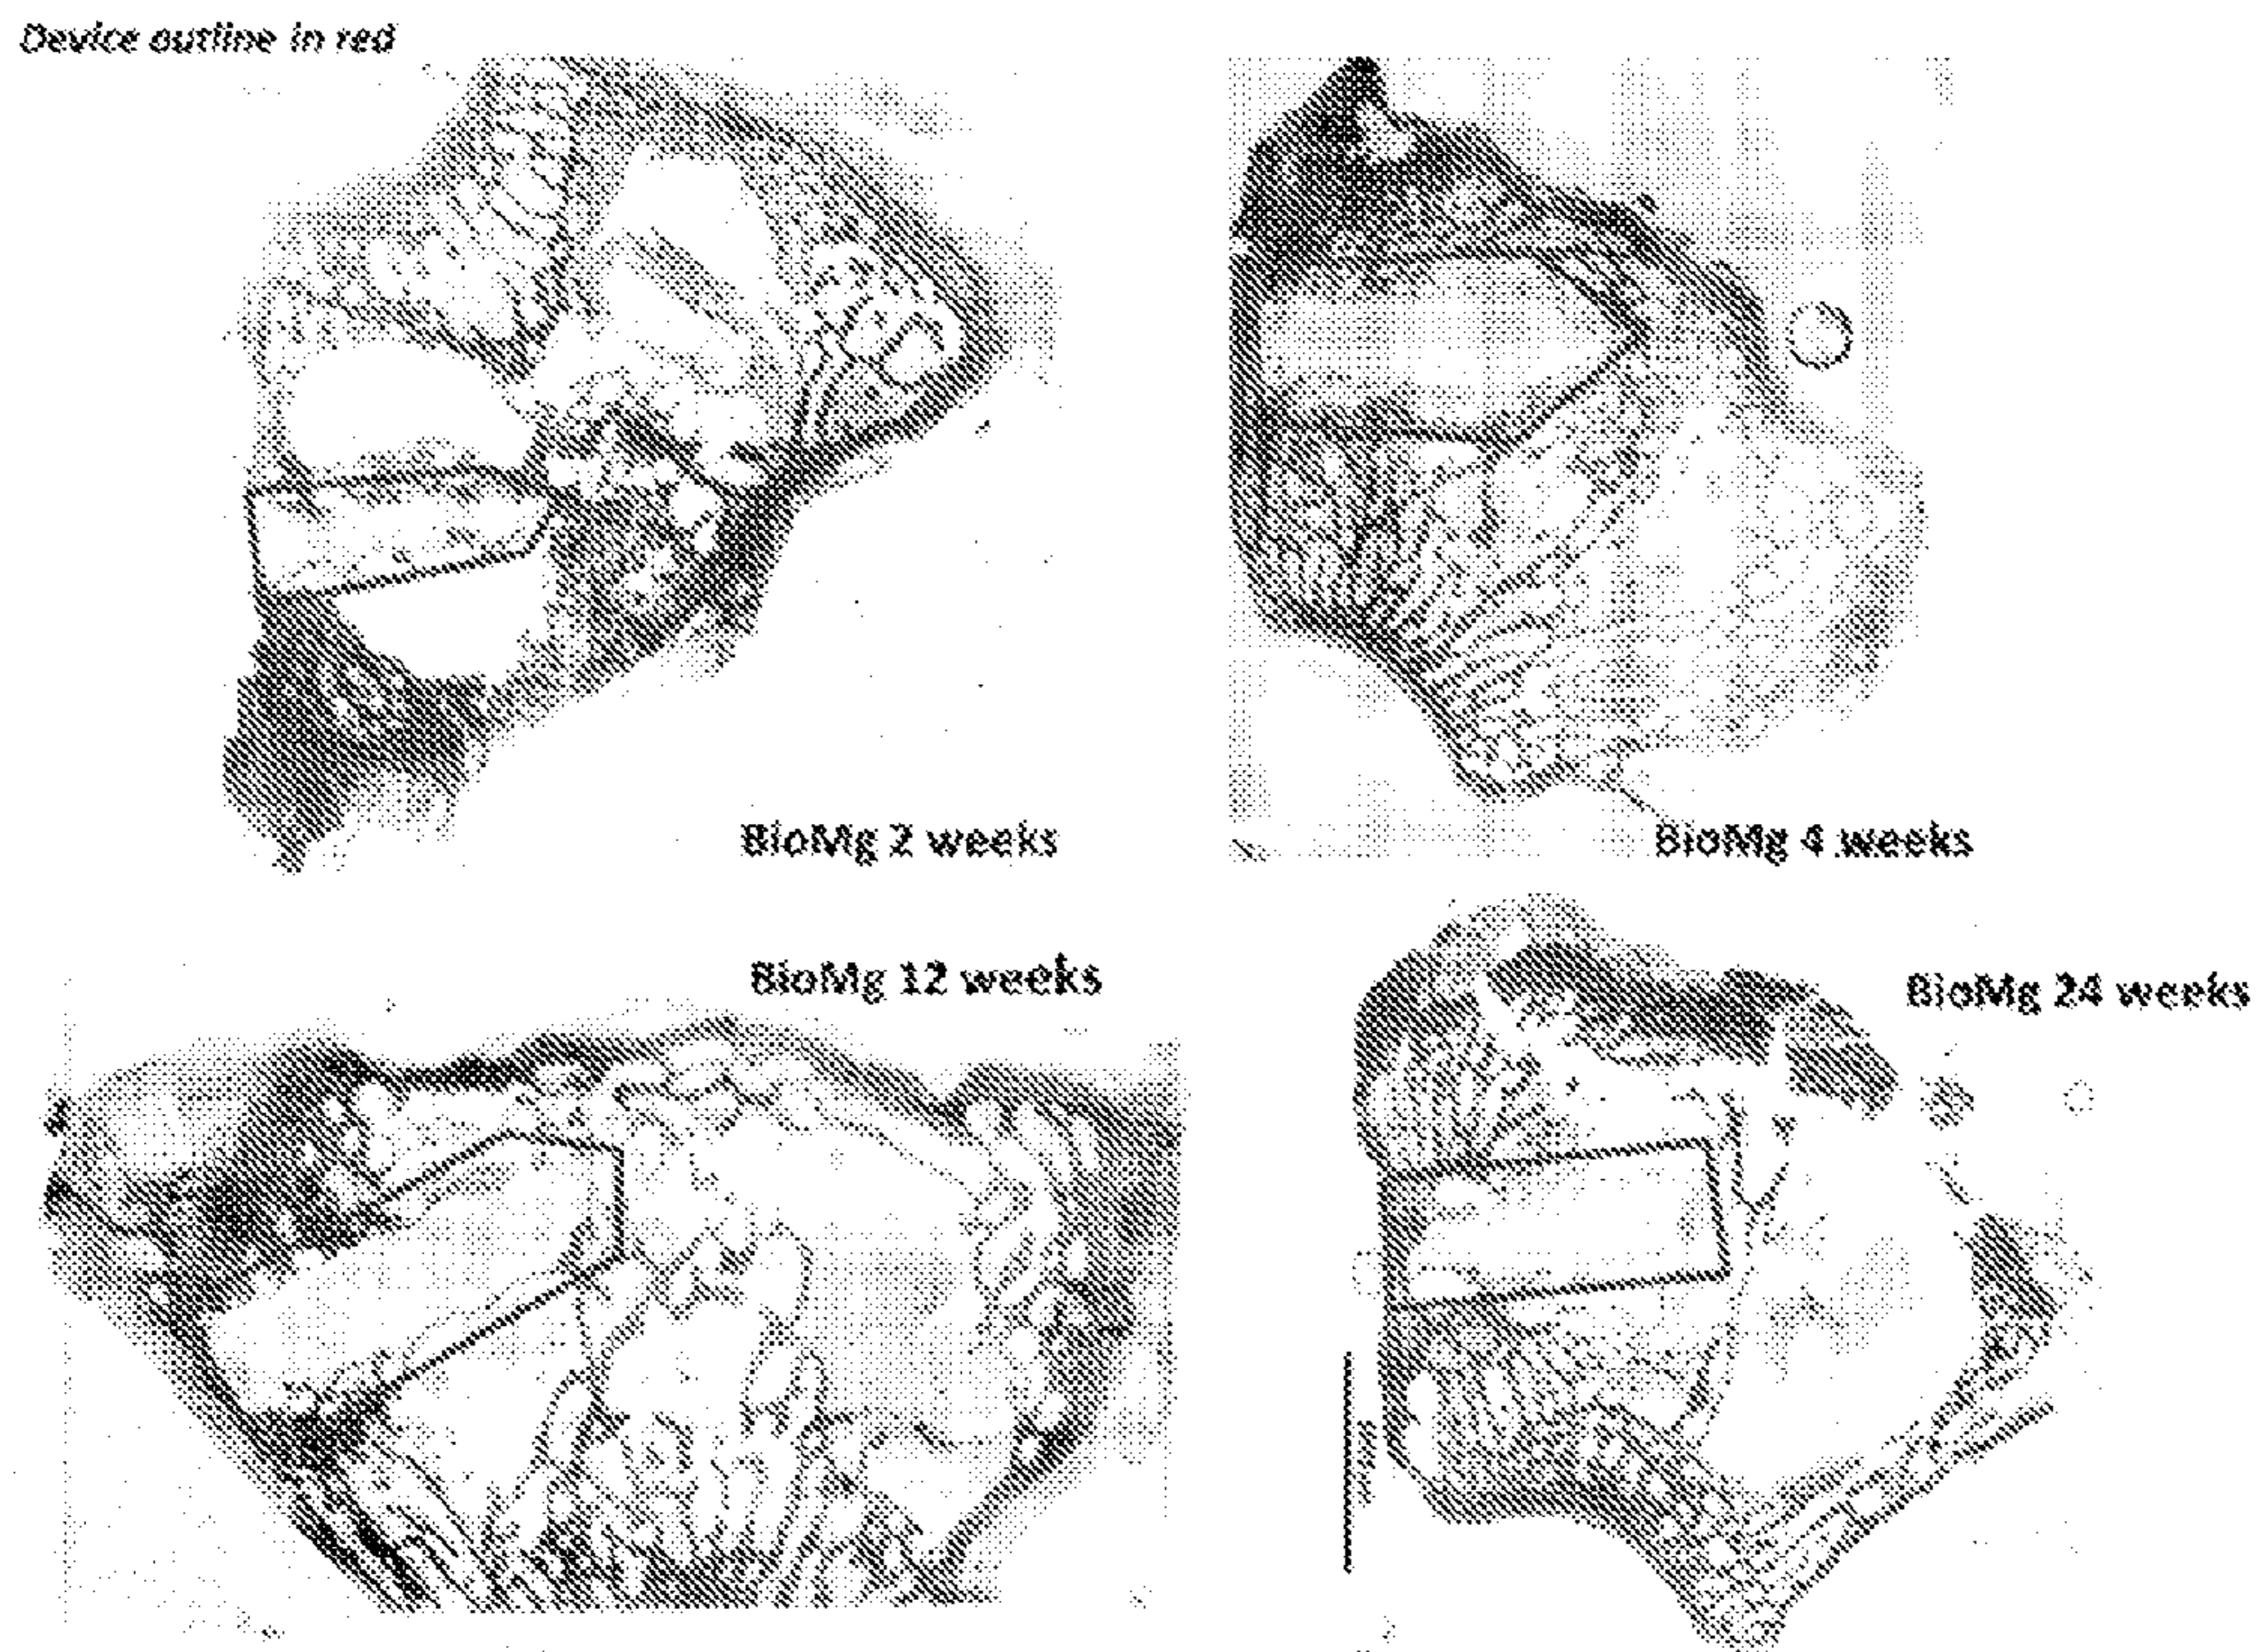 Device outline in red
BioMg 2 weeks
BioMg 4 weeks
BioMg 12 weeks
BioMg 24 weeks